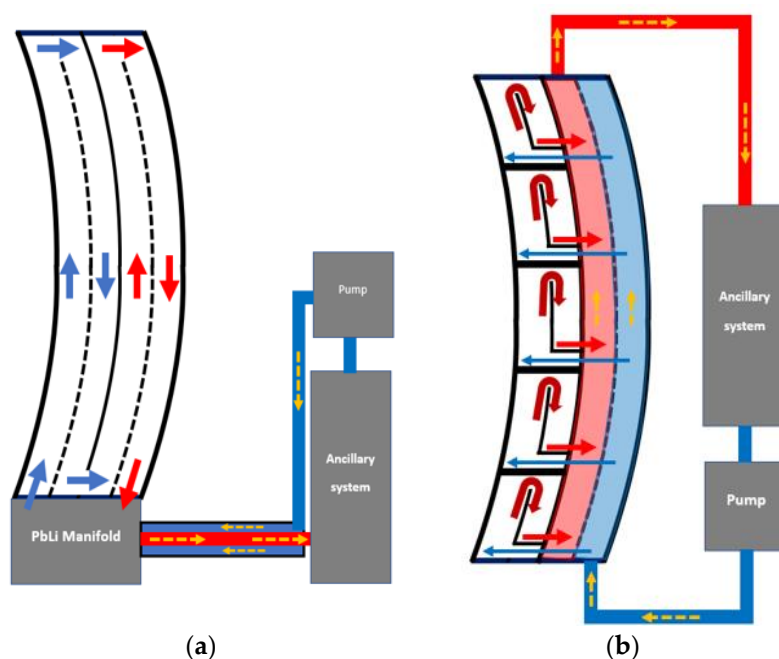 Pump
Ancillary
system
PbLi Manifold
(a)
Ancillary
system
Pump
(b)